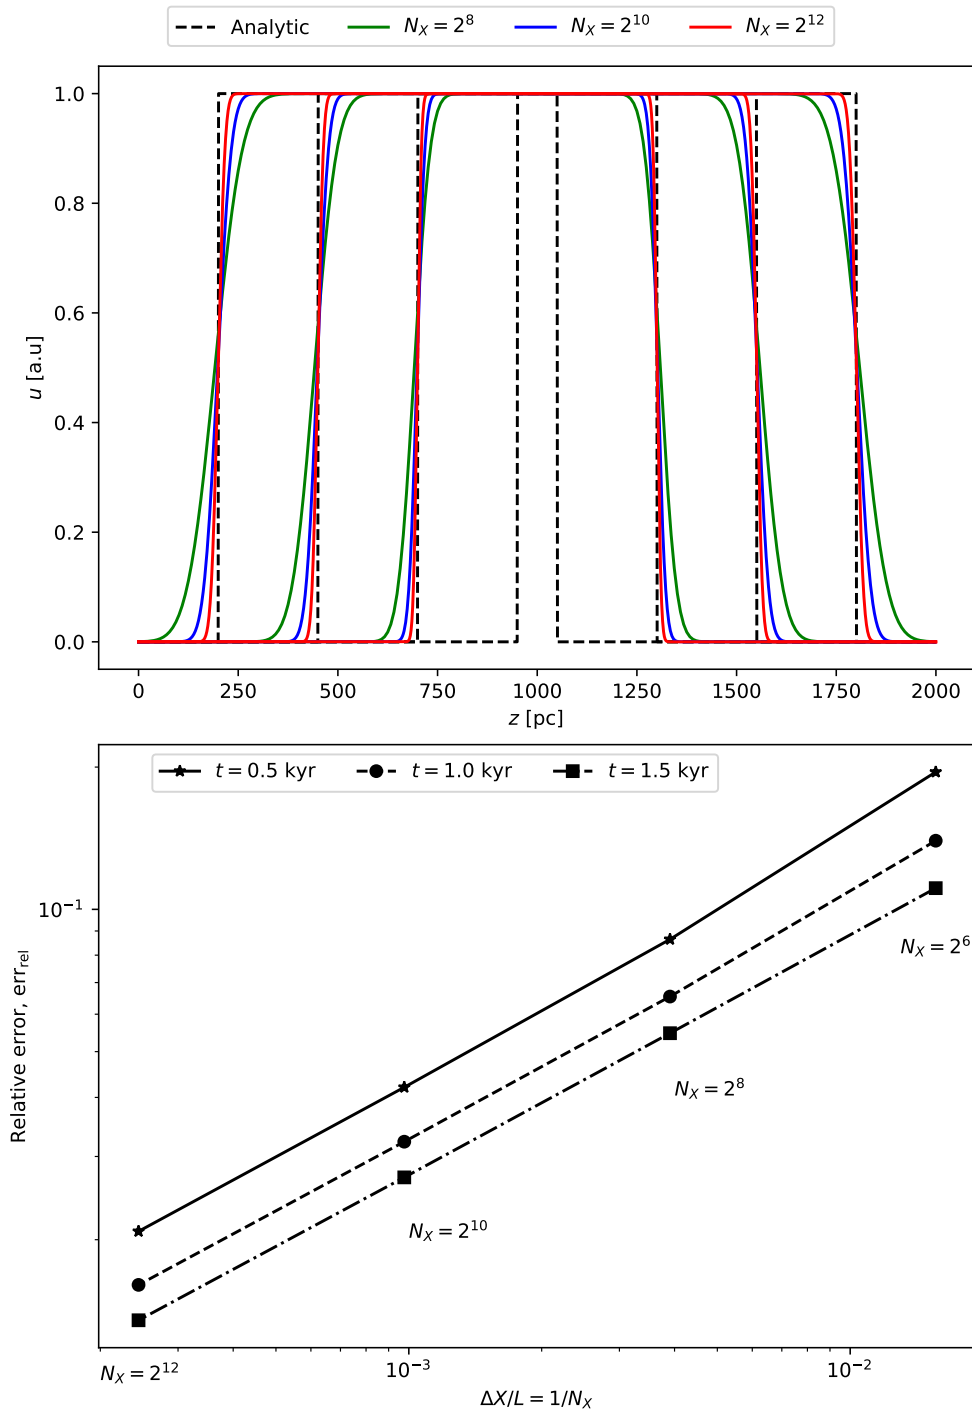 Analytic
N_X = 2^8
N_X = 2^10
N_X = 2^12
1.0
0.8
0.6
0.4
0.2
0.0
u [a.u]
0 250 500 750 1000 1250 1500 1750 2000
z [pc]
t = 0.5 kyr
t = 1.0 kyr
t = 1.5 kyr
10^−1
Relative error, err_rel
N_X = 2^6
N_X = 2^8
N_X = 2^10
N_X = 2^12
10^−3 10^−2
ΔX/L = 1/N_X